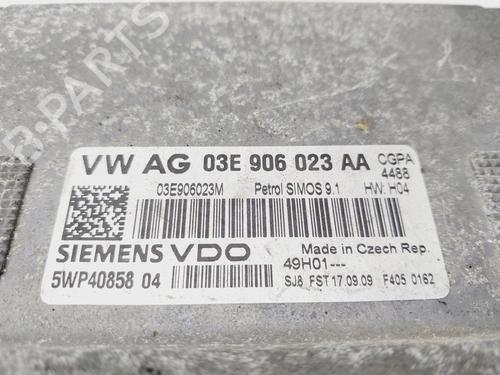 B-PARTS
VW AG 03E 906 023 AA CGPA
4488
03E906023M Petrol SIMOS 9.1 HW: H04
SIEMENS VDO Made in Czech Rep.
49H01---
5WP40858 04 SJ8 FST 17.09.09 F405 0162